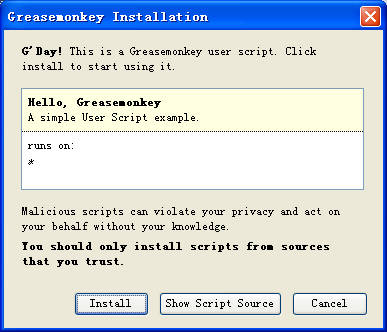 Greasemonkey Installation
G'Day! This is a Greasemonkey user script. Click
install to start using it.
Hello, Greasemonkey
A simple User Script example.
runs on:
*
Malicious scripts can violate your privacy and act on
your behalf without your knowledge.
You should only install scripts from sources
that you trust.
Install
Show Script Source
Cancel